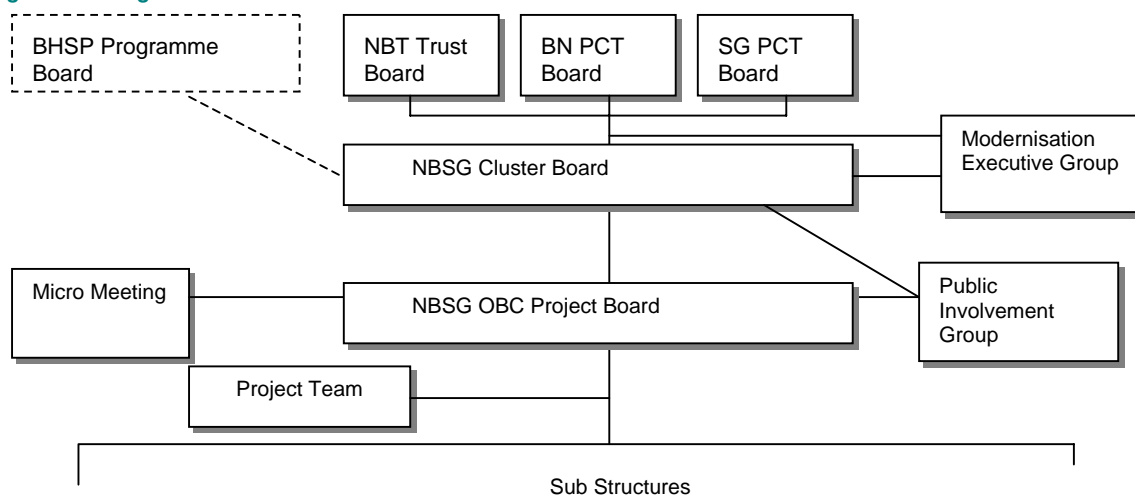 BHSP Programme
Board
NBT Trust
Board
BN PCT
Board
SG PCT
Board
Modernisation
Executive Group
NBSG Cluster Board
Micro Meeting
NBSG OBC Project Board
Public
Involvement
Group
Project Team
Sub Structures